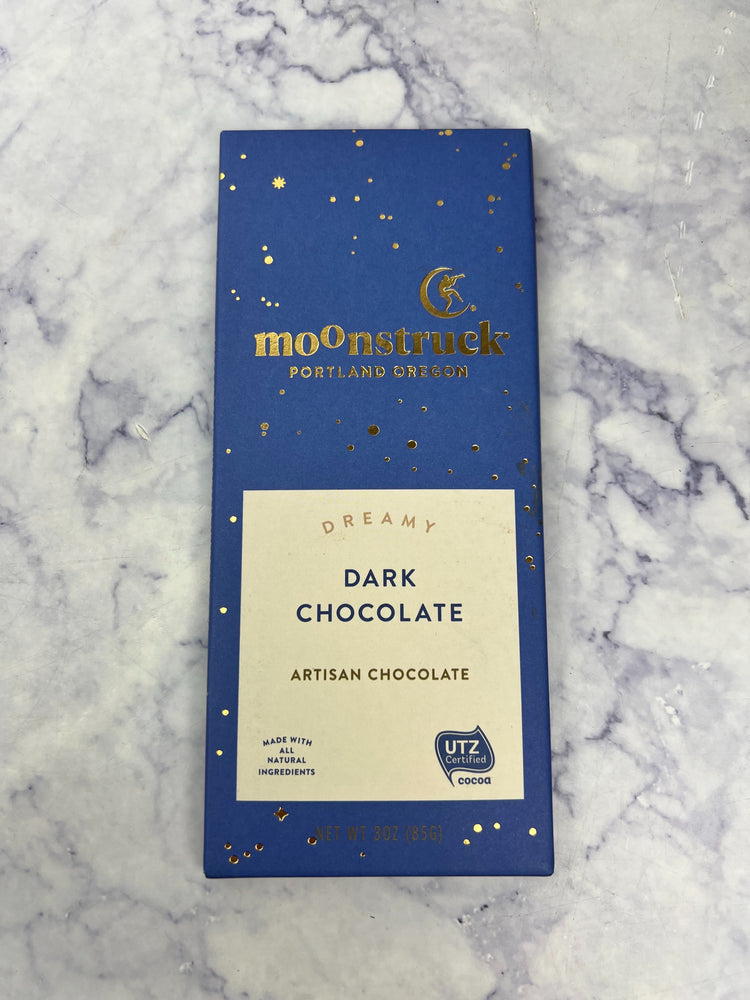 moonstruck
PORTLAND OREGON
DREAMY
DARK
CHOCOLATE
ARTISAN CHOCOLATE
MADE WITH
ALL
NATURAL
INGREDIENTS
UTZ
Certified
cocoa
NET WT 3OZ (85G)